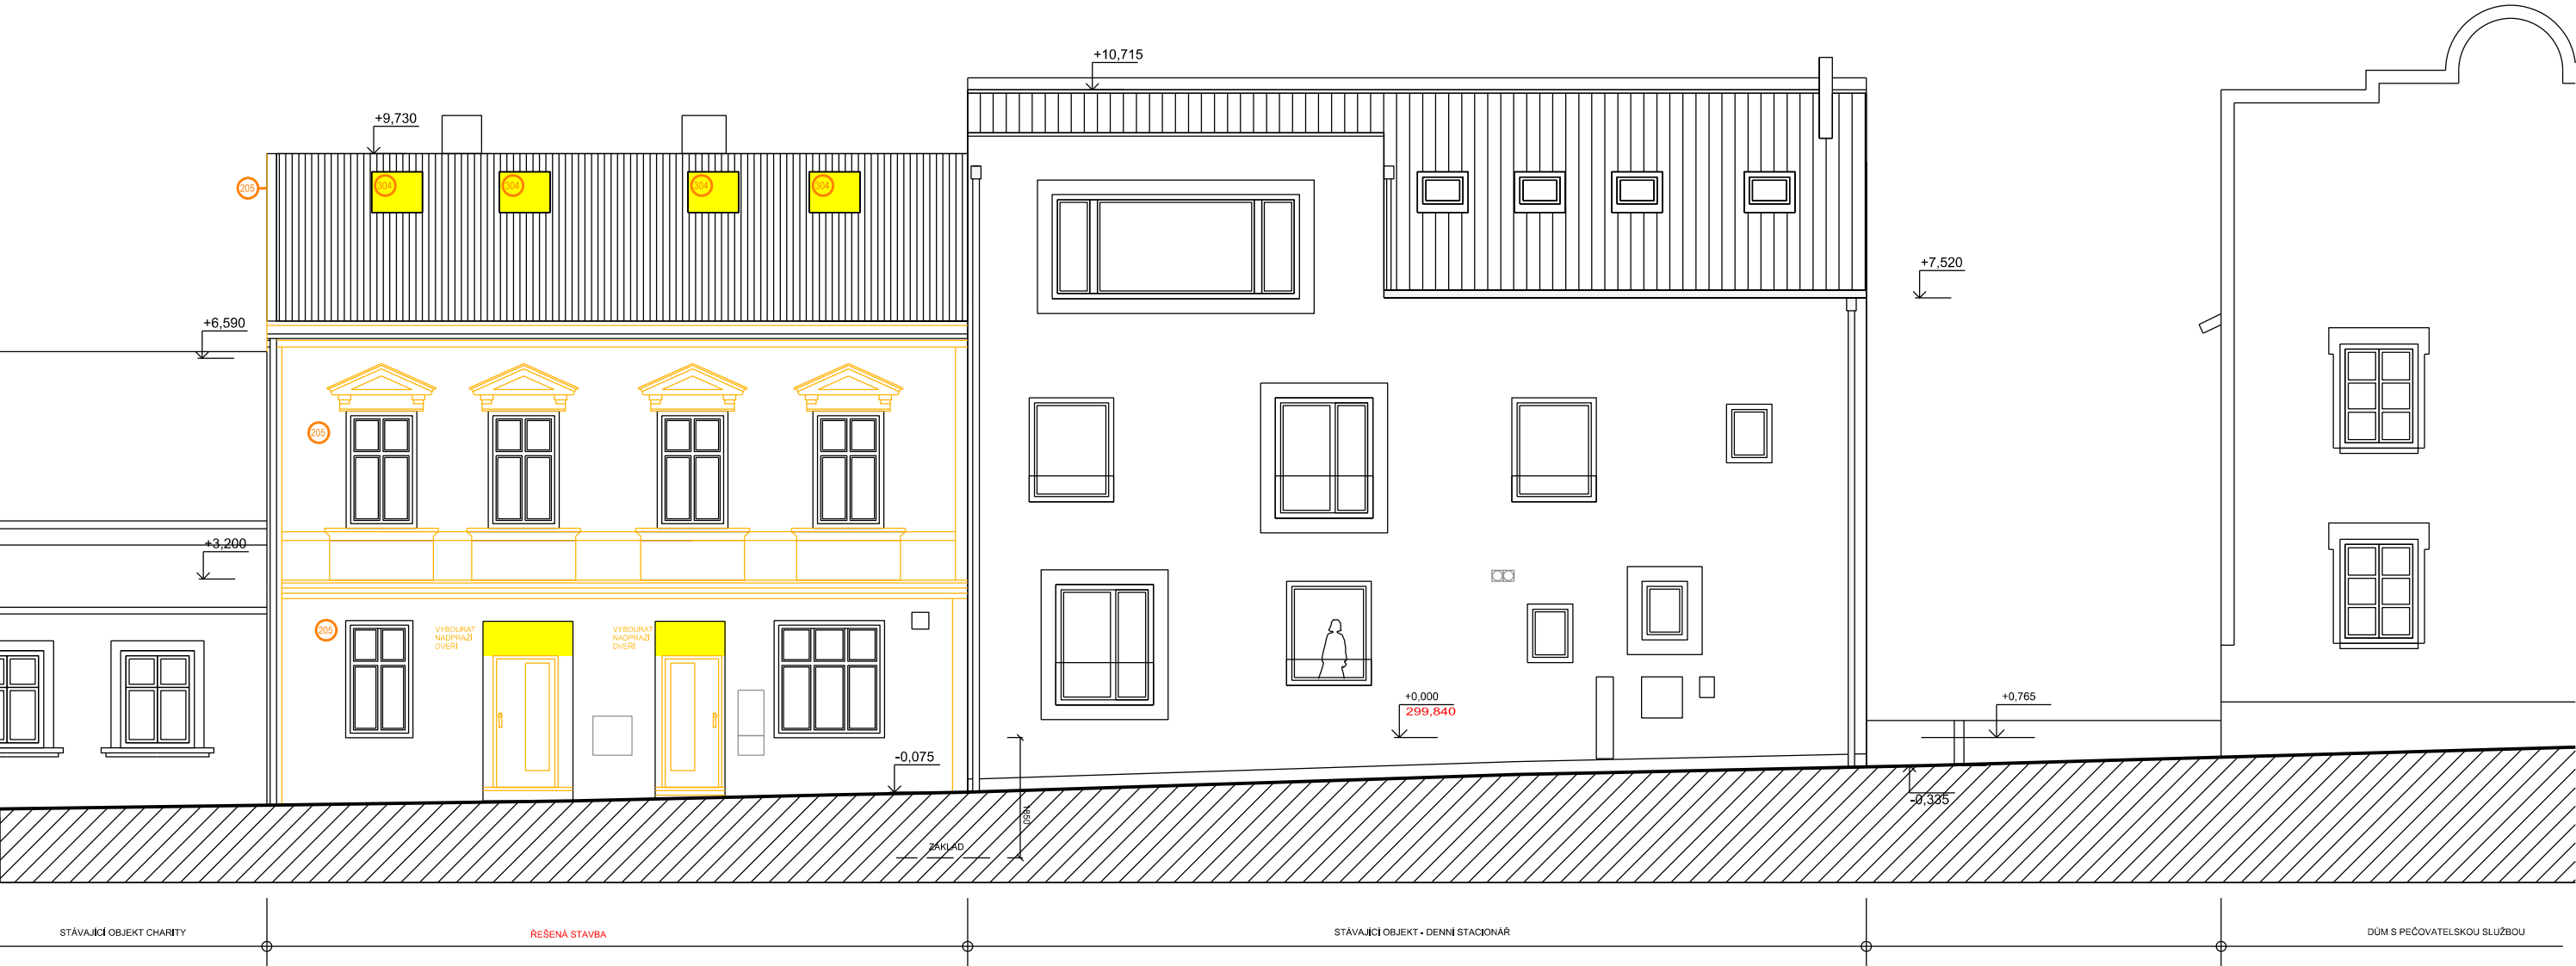 +10,715
+9,730
304
304
304
304
205
+7,520
+6,590
205
+3,200
205
VYBOURAT
NADPRAŽÍ
DVEŘÍ
VYBOURAT
NADPRAŽÍ
DVEŘÍ
+0,000
299,840
+0,765
-0,075
-0,335
1850
ZÁKLAD
STÁVAJÍCÍ OBJEKT CHARITY
ŘEŠENÁ STAVBA
STÁVAJÍCÍ OBJEKT - DENNÍ STACIONÁŘ
DŮM S PEČOVATELSKOU SLUŽBOU